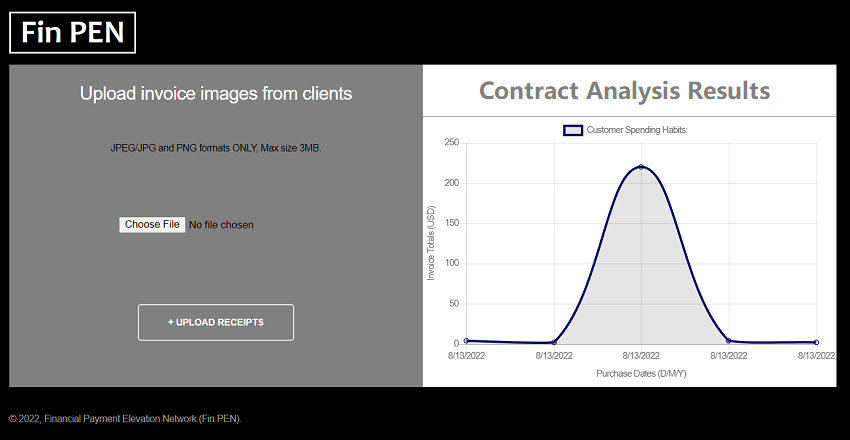 Fin PEN
Upload invoice images from clients
JPEG/JPG and PNG formats ONLY, Max size 3MB.
Choose File No file chosen
+ UPLOAD RECEIPTS
Contract Analysis Results
Customer Spending Habits:
250
200
150
100
50
0
Invoice Totals (USD)
8/13/2022 8/13/2022 8/13/2022 8/13/2022 8/13/2022
Purchase Dates (D/M/Y)
© 2022, Financial Payment Elevation Network (Fin PEN).